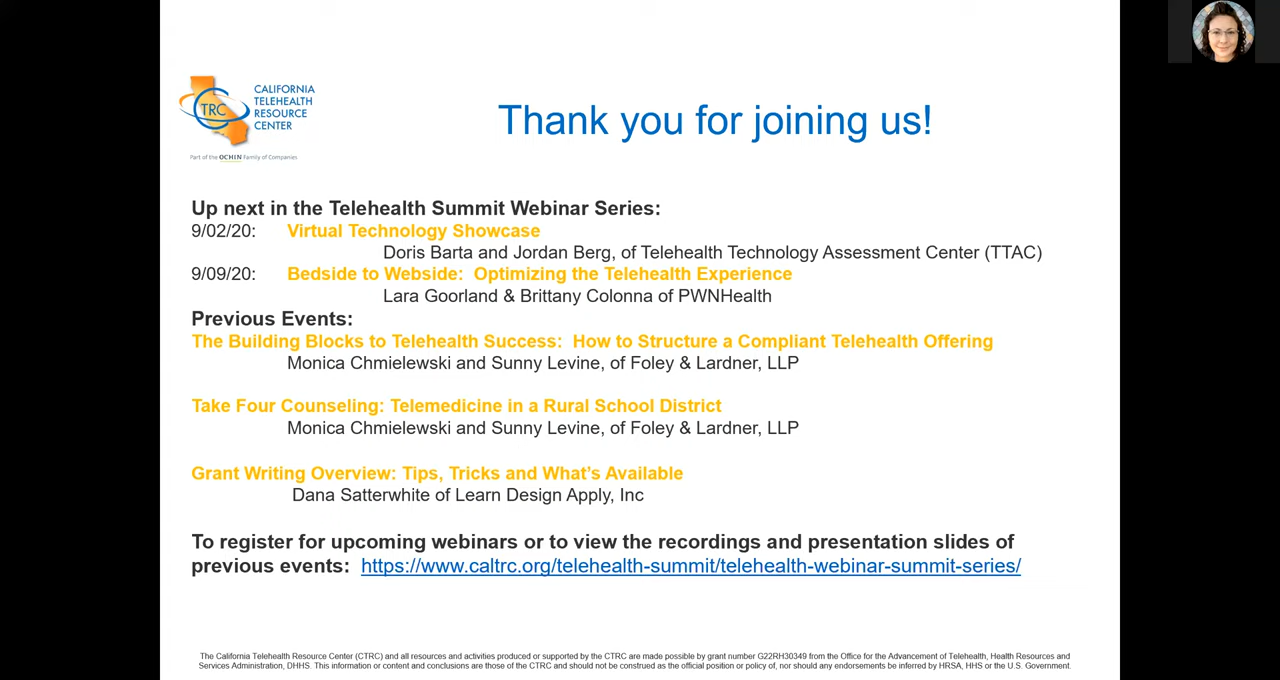 TRC
CALIFORNIA
TELEHEALTH
RESOURCE
CENTER
Part of the OCHIN Family of Companies
Thank you for joining us!
Up next in the Telehealth Summit Webinar Series:
9/02/20: Virtual Technology Showcase
Doris Barta and Jordan Berg, of Telehealth Technology Assessment Center (TTAC)
9/09/20: Bedside to Webside: Optimizing the Telehealth Experience
Lara Goorland & Brittany Colonna of PWNHealth
Previous Events:
The Building Blocks to Telehealth Success: How to Structure a Compliant Telehealth Offering
Monica Chmielewski and Sunny Levine, of Foley & Lardner, LLP
Take Four Counseling: Telemedicine in a Rural School District
Monica Chmielewski and Sunny Levine, of Foley & Lardner, LLP
Grant Writing Overview: Tips, Tricks and What's Available
Dana Satterwhite of Learn Design Apply, Inc
To register for upcoming webinars or to view the recordings and presentation slides of
previous events: https://www.caltrc.org/telehealth-summit/telehealth-webinar-summit-series/
The California Telehealth Resource Center (CTRC) and all resources and activities produced or supported by the CTRC are made possible by grant number G22RH30349 from the Office for the Advancement of Telehealth, Health Resources and
Services Administration, DHHS. This information or content and conclusions are those of the CTRC and should not be construed as the official position or policy of, nor should any endorsements be inferred by HRSA, HHS or the U.S. Government.